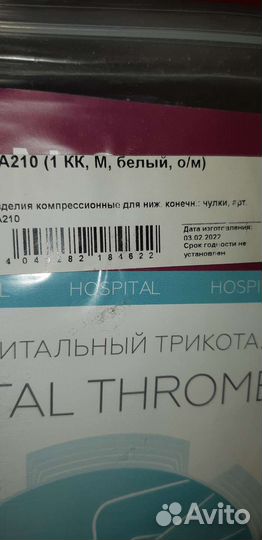 A210 (1 КК, М, белый, о/м)
зделия компрессионные для ниж. конечн.: чулки, арт.
A210
Дата изготовления:
03.02.2022
Срок годности не
установлен
HOSPITAL HOSPI
ИТАЛЬНЫЙ ТРИКОТА
TAL THROME
Avito